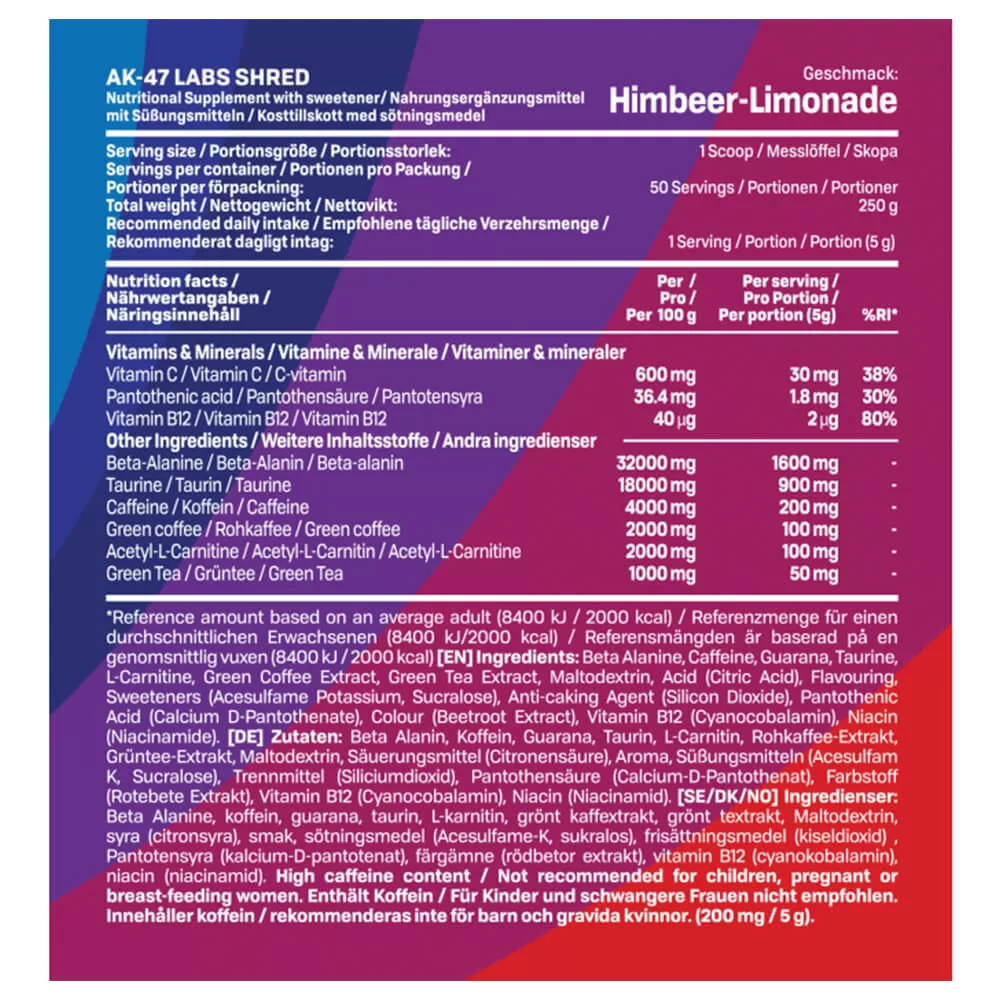 AK-47 LABS SHRED
Nutritional Supplement with sweetener/ Nahrungsergänzungsmittel
mit Süßungsmitteln / Kosttillskott med sötningsmedel
Geschmack:
Himbeer-Limonade
Serving size / Portionsgröße / Portionsstorlek: 1 Scoop / Messlöffel / Skopa
Servings per container / Portionen pro Packung /
Portioner per förpackning: 50 Servings / Portionen / Portioner
Total weight / Nettogewicht / Nettovikt: 250 g
Recommended daily intake / Empfohlene tägliche Verzehrsmenge /
Rekommenderat dagligt intag: 1 Serving / Portion / Portion (5 g)
Nutrition facts / Per / Per serving /
Nährwertangaben / Pro / Pro Portion /
Näringsinnehåll Per 100 g Per portion (5g) %RI*
Vitamins & Minerals / Vitamine & Minerale / Vitaminer & mineraler
Vitamin C / Vitamin C / C-vitamin 600 mg 30 mg 38%
Pantothenic acid / Pantothensäure / Pantotensyra 36.4 mg 1.8 mg 30%
Vitamin B12 / Vitamin B12 / Vitamin B12 40 µg 2 µg 80%
Other Ingredients / Weitere Inhaltsstoffe / Andra ingredienser
Beta-Alanine / Beta-Alanin / Beta-alanin 32000 mg 1600 mg -
Taurine / Taurin / Taurine 18000 mg 900 mg -
Caffeine / Koffein / Caffeine 4000 mg 200 mg -
Green coffee / Rohkaffee / Green coffee 2000 mg 100 mg -
Acetyl-L-Carnitine / Acetyl-L-Carnitin / Acetyl-L-Carnitine 2000 mg 100 mg -
Green Tea / Grüntee / Green Tea 1000 mg 50 mg -
*Reference amount based on an average adult (8400 kJ / 2000 kcal) / Referenzmenge für einen
durchschnittlichen Erwachsenen (8400 kJ/2000 kcal) / Referensmängden är baserad på en
genomsnittlig vuxen (8400 kJ / 2000 kcal) [EN] Ingredients: Beta Alanine, Caffeine, Guarana, Taurine,
L-Carnitine, Green Coffee Extract, Green Tea Extract, Maltodextrin, Acid (Citric Acid), Flavouring,
Sweeteners (Acesulfame Potassium, Sucralose), Anti-caking Agent (Silicon Dioxide), Pantothenic
Acid (Calcium D-Pantothenate), Colour (Beetroot Extract), Vitamin B12 (Cyanocobalamin), Niacin
(Niacinamide). [DE] Zutaten: Beta Alanin, Koffein, Guarana, Taurin, L-Carnitin, Rohkaffee-Extrakt,
Grüntee-Extrakt, Maltodextrin, Säuerungsmittel (Citronensäure), Aroma, Süßungsmitteln (Acesulfam
K, Sucralose), Trennmittel (Siliciumdioxid), Pantothensäure (Calcium-D-Pantothenat), Farbstoff
(Rotebete Extrakt), Vitamin B12 (Cyanocobalamin), Niacin (Niacinamid). [SE/DK/NO] Ingredienser:
Beta Alanine, koffein, guarana, taurin, L-karnitin, grönt kaffextrakt, grönt textrakt, Maltodextrin,
syra (citronsyra), smak, sötningsmedel (Acesulfame-K, sukralos), frisättningsmedel (kiseldioxid) ,
Pantotensyra (kalcium-D-pantotenat), färgämne (rödbetor extrakt), vitamin B12 (cyanokobalamin),
niacin (niacinamid). High caffeine content / Not recommended for children, pregnant or
breast-feeding women. Enthält Koffein / Für Kinder und schwangere Frauen nicht empfohlen.
Innehåller koffein / rekommenderas inte för barn och gravida kvinnor. (200 mg / 5 g).